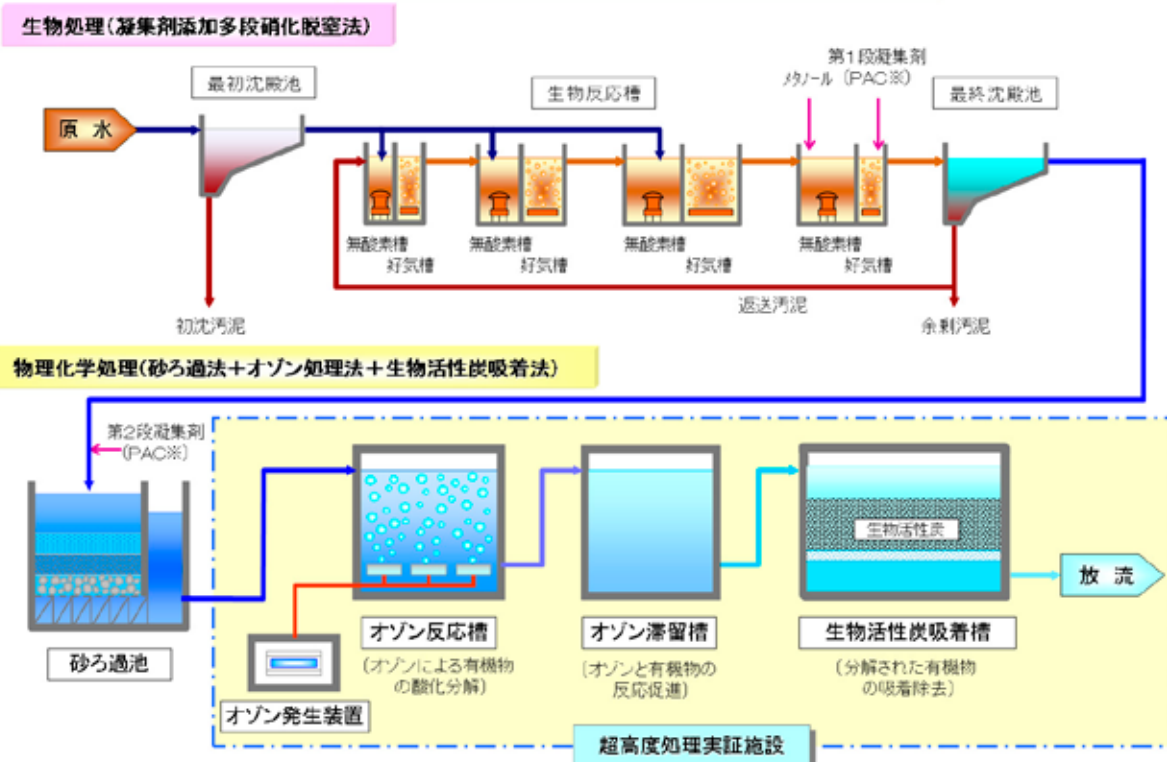 生物処理(凝集剤添加多段硝化脱窒法)
最初沈殿池
生物反応槽
第1段凝集剤
メタノール (PAC※)
最終沈殿池
原 水
無酸素槽
好気槽
無酸素槽
好気槽
無酸素槽
好気槽
無酸素槽
好気槽
返送汚泥
初沈汚泥
余剰汚泥
物理化学処理(砂ろ過法+オゾン処理法+生物活性炭吸着法)
第2段凝集剤
(PAC※)
生物活性炭
放 流
砂ろ過池
オゾン反応槽
(オゾンによる有機物
の酸化分解)
オゾン滞留槽
(オゾンと有機物の
反応促進)
生物活性炭吸着槽
(分解された有機物
の吸着除去)
オゾン発生装置
超高度処理実証施設